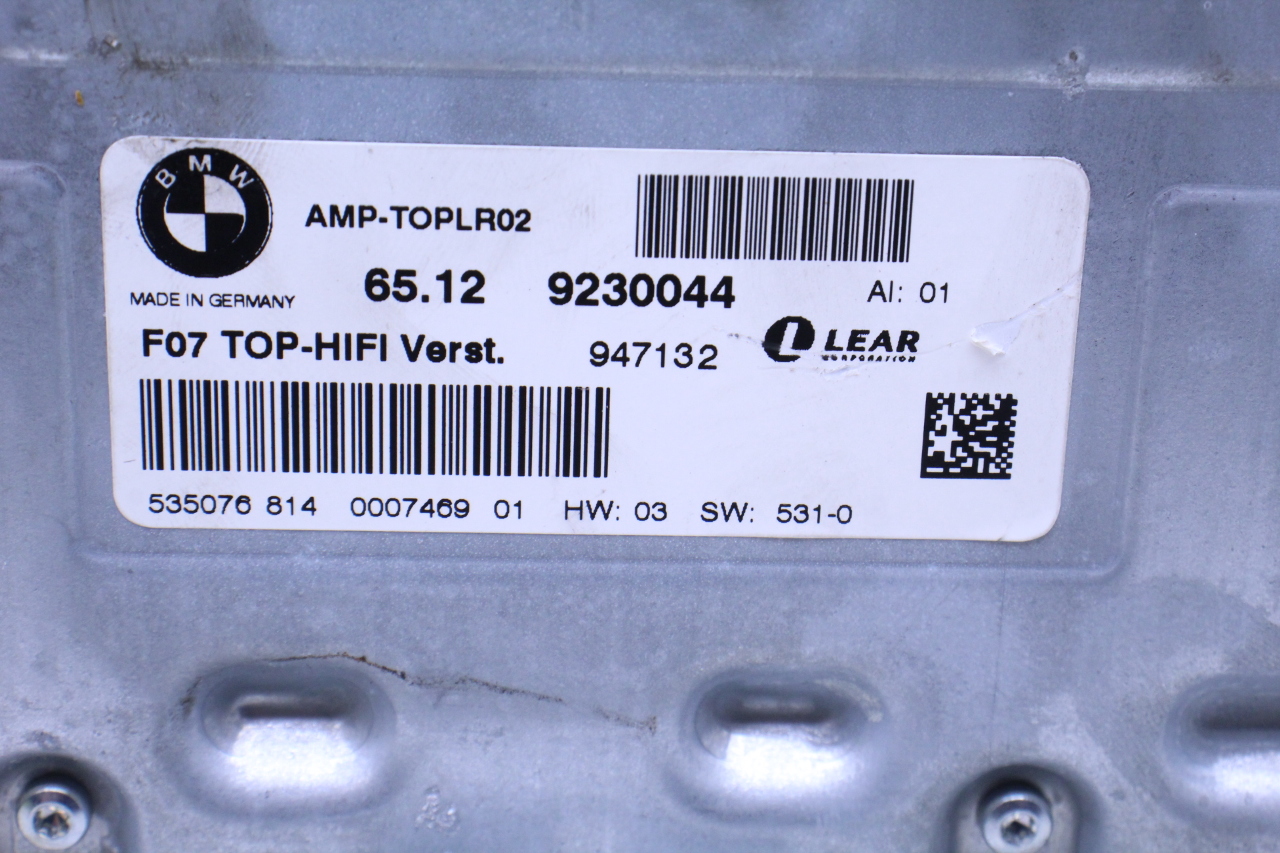 BMW
AMP-TOPLR02
MADE IN GERMANY
65.12 9230044 AI: 01
F07 TOP-HIFI Verst. 947132 LEAR
CORPORATION
535076 814 0007469 01 HW: 03 SW: 531-0